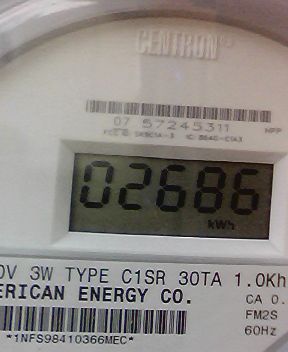 CENTRON
07 57245311
HPP
02686
kWh
0V 3W TYPE C1SR 30TA 1.0Kh
ERICAN ENERGY CO.
CA 0.
FM2S
60Hz
*1NFS98410366MEC*